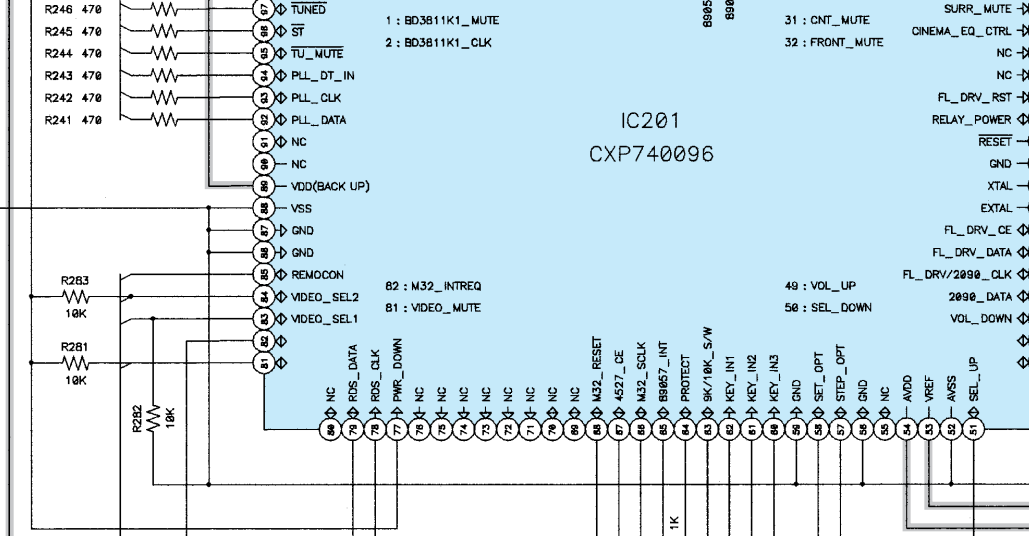 R246 470
R245 470
R244 470
R243 470
R242 470
R241 470
97 TUNED
96 ST
95 TU_MUTE
94 PLL_DT_IN
93 PLL_CLK
92 PLL_DATA
91 NC
90 NC
89 VDD(BACK UP)
88 VSS
87 GND
86 GND
85 REMOCON
84 VIDEO_SEL2
83 VIDEO_SEL1
82
81
R283
10K
R281
10K
R282
10K
1 : BD3811K1_MUTE
2 : BD3811K1_CLK
31 : CNT_MUTE
32 : FRONT_MUTE
IC201
CXP740096
82 : M32_INTREQ
81 : VIDEO_MUTE
49 : VOL_UP
50 : SEL_DOWN
SURR_MUTE
CINEMA_EQ_CTRL
NC
NC
FL_DRV_RST
RELAY_POWER
RESET
GND
XTAL
EXTAL
FL_DRV_CE
FL_DRV_DATA
FL_DRV/2090_CLK
2090_DATA
VOL_DOWN
80 NC
79 RDS_DATA
78 RDS_CLK
77 PWR_DOWN
76 NC
75 NC
74 NC
73 NC
72 NC
71 NC
70 NC
69 NC
68 M32_RESET
67 4527_CE
66 M32_SCLK
65 89057_INT
64 PROTECT
63 9K/10K_S/W
62 KEY_IN1
61 KEY_IN2
60 KEY_IN3
59 GND
58 SET_OPT
57 STEP_OPT
56 GND
55 NC
54 AVDD
53 VREF
52 AVSS
51 SEL_UP
1K